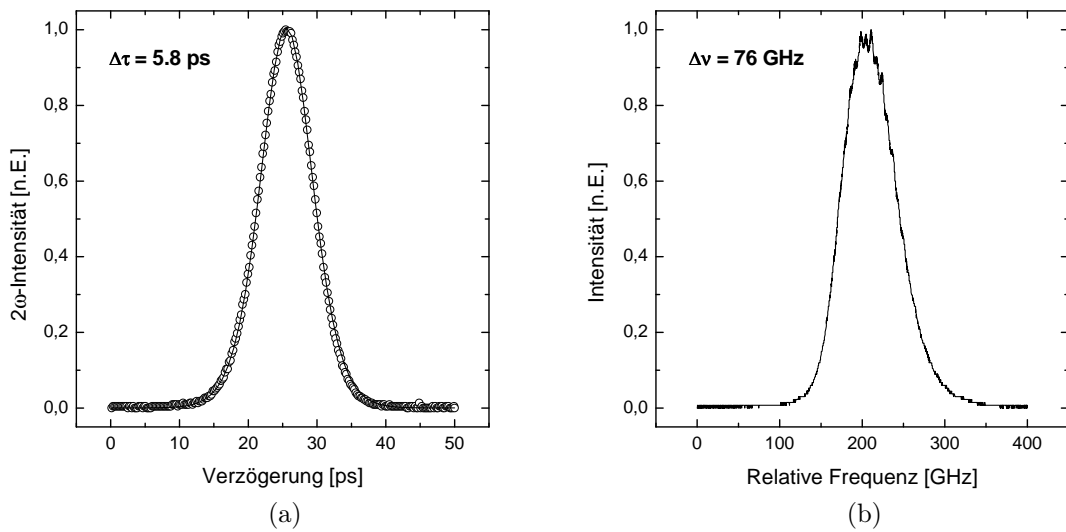 Δτ = 5.8 ps
1,0
0,8
0,6
0,4
0,2
0,0
2ω-Intensität [n.E.]
0 10 20 30 40 50
Verzögerung [ps]
(a)
Δν = 76 GHz
1,0
0,8
0,6
0,4
0,2
0,0
Intensität [n.E.]
0 100 200 300 400
Relative Frequenz [GHz]
(b)